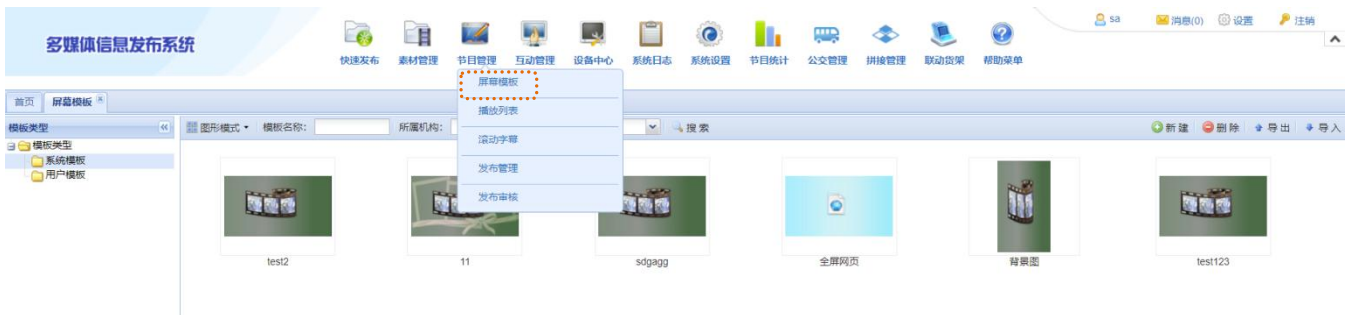 多媒体信息发布系统
快速发布 素材管理 节目管理 互动管理 设备中心 系统日志 系统设置 节目统计 公交管理 拼接管理 联动货架 帮助菜单
sa 消息(0) 设置 注销
屏幕模板
播放列表
滚动字幕
发布管理
发布审核
首页 屏幕模板
模板类型
图形模式 模板名称: 所属机构: 搜索 新建 删除 导出 导入
模板类型
系统模板
用户模板
test2 11 sdgagg 全屏网页 背景图 test123